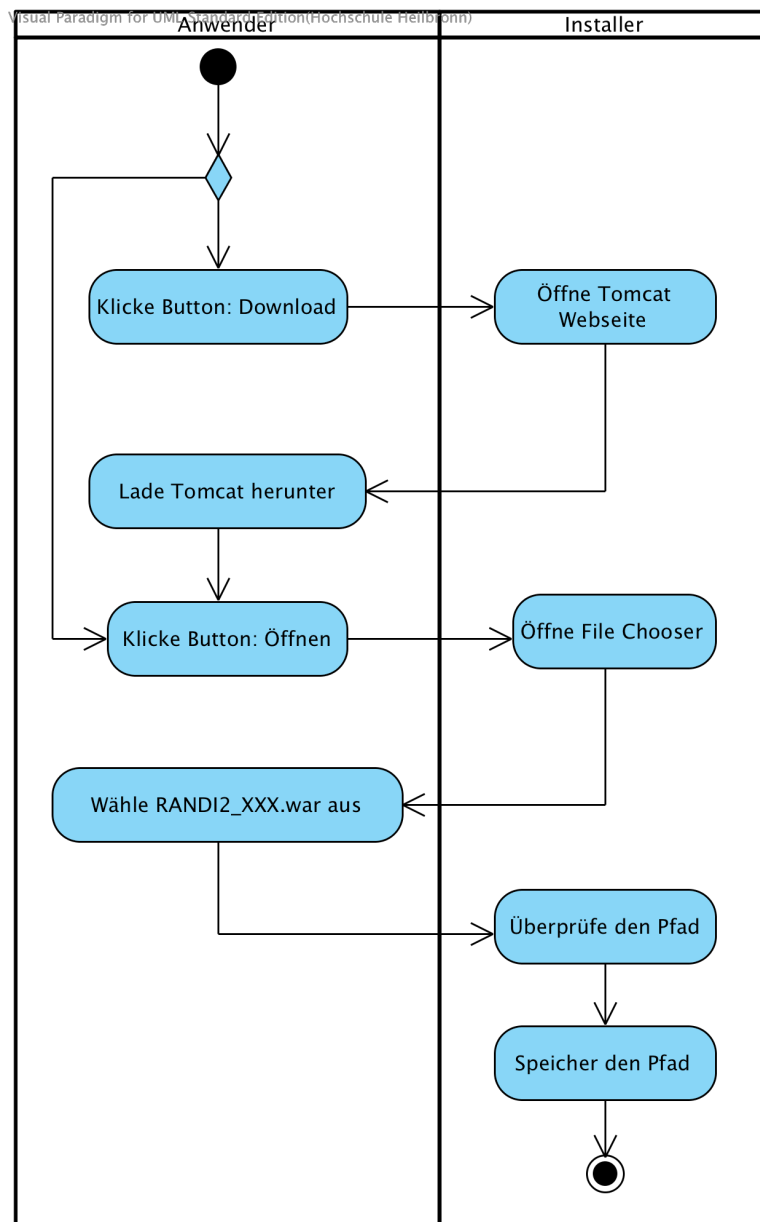 Visual Paradigm for UML Standard Edition(Hochschule Heilbronn)
Anwender
Installer
Klicke Button: Download
Öffne Tomcat
Webseite
Lade Tomcat herunter
Klicke Button: Öffnen
Öffne File Chooser
Wähle RANDI2_XXX.war aus
Überprüfe den Pfad
Speicher den Pfad